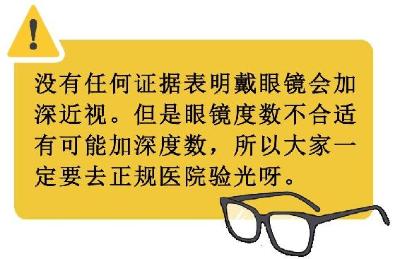 没有任何证据表明戴眼镜会加
深近视。但是眼镜度数不合适
有可能加深度数，所以大家一
定要去正规医院验光呀。